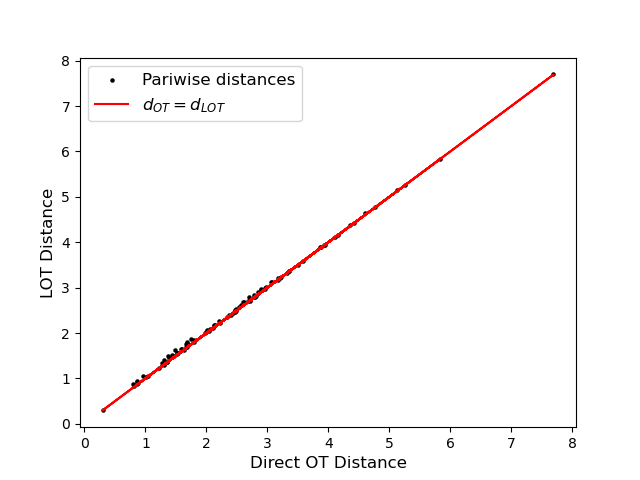 Pariwise distances
d_OT = d_LOT
LOT Distance
8
7
6
5
4
3
2
1
0
0 1 2 3 4 5 6 7 8
Direct OT Distance